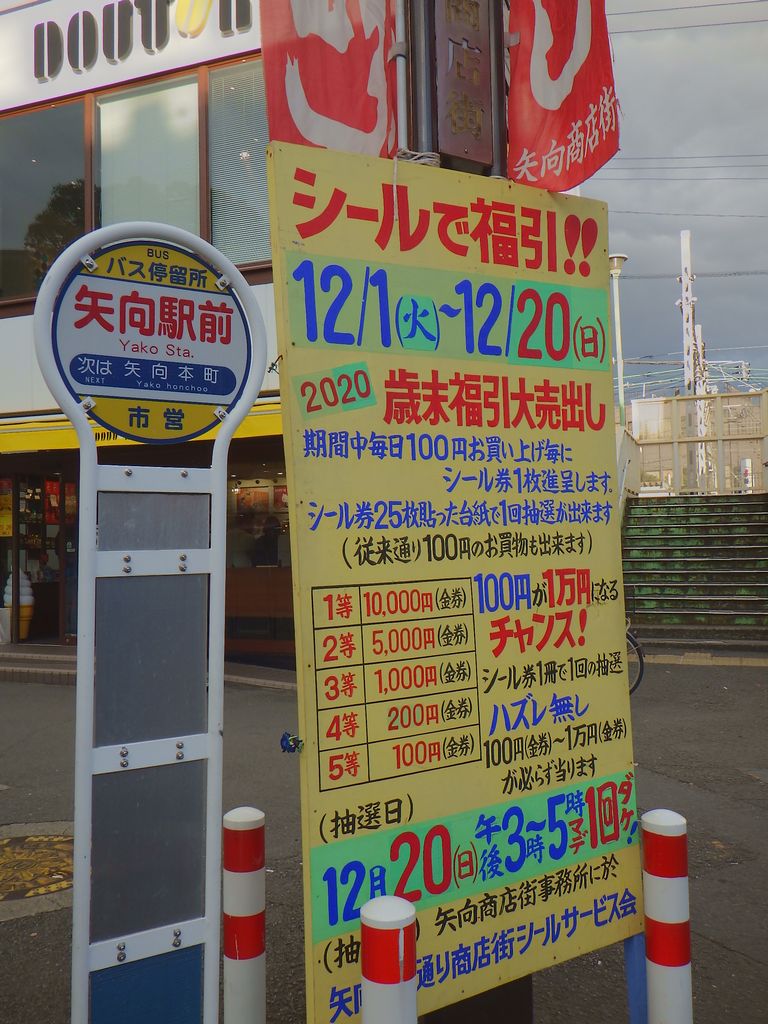 DOUTOR
商店街
矢向商店街
BUS
バス停留所
矢向駅前
Yako Sta.
次は 矢向本町
NEXT Yako honchoo
市営
シールで福引!!
12/1(火)~12/20(日)
2020 歳末福引大売出し
期間中毎日100円お買い上げ毎に
シール券1枚進呈します。
シール券25枚貼った台紙で1回抽選が出来ます
(従来通り100円のお買物も出来ます)
1等 10,000円(金券)
2等 5,000円(金券)
3等 1,000円(金券)
4等 200円(金券)
5等 100円(金券)
100円が1万円になる
チャンス!
シール券1冊で1回の抽選
ハズレ無し
100円(金券)~1万円(金券)
が必らず当ります
(抽選日)
12月20(日)午後3時~5時マデ1回ダケ!
(抽 ) 矢向商店街事務所に於
矢向 通り商店街シールサービス会